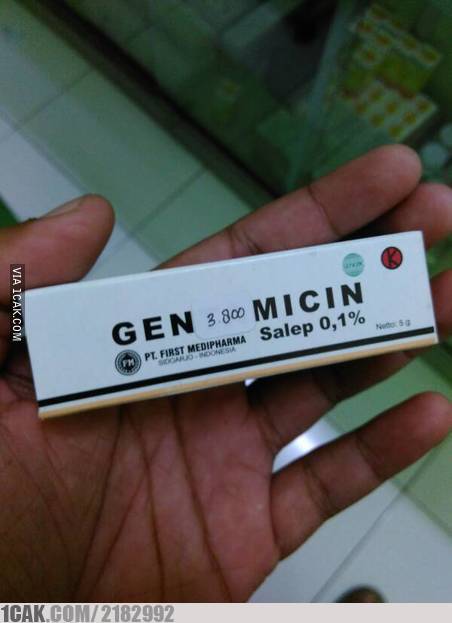 VIA 1CAK.COM
K
GEN 3.800 MICIN
Salep 0,1%
Netto: 5 g
PT. FIRST MEDIPHARMA
SIDOARJO - INDONESIA
1CAK.COM/2182992